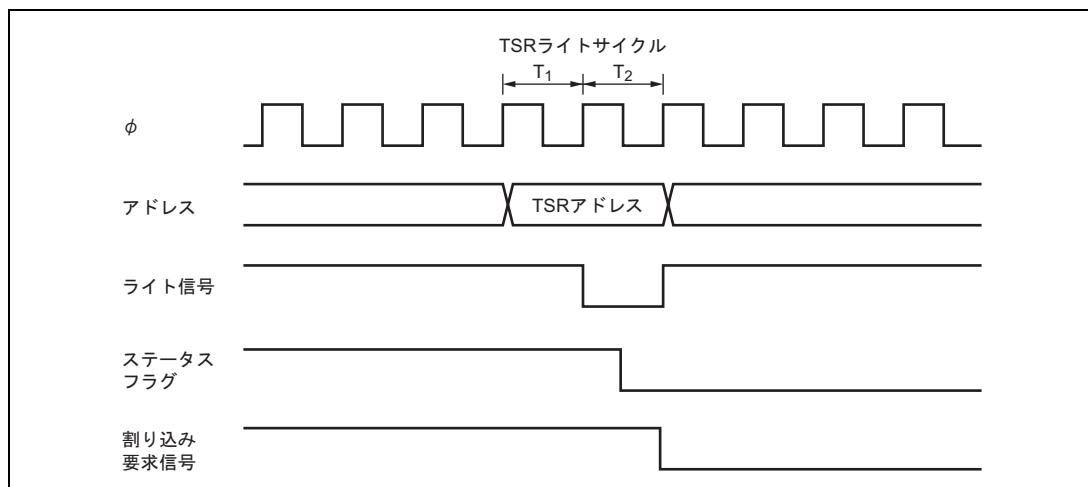 TSRライトサイクル
T1 T2
φ
アドレス
TSRアドレス
ライト信号
ステータス
フラグ
割り込み
要求信号